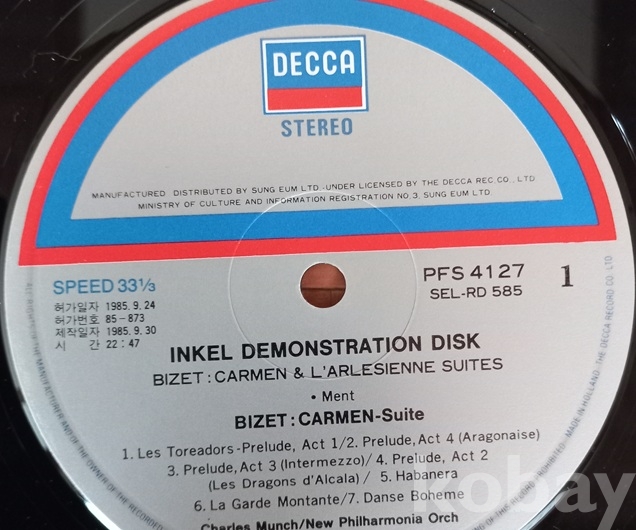 DECCA
STEREO
MANUFACTURED DISTRIBUTED BY SUNG EUM LTD.-UNDER LICENSED BY THE DECCA REC. CO., LTD
MINISTRY OF CULTURE AND INFORMATION REGISTRATION NO. 3. SUNG EUM LTD
SPEED 33⅓
허가일자 1985. 9. 24
허가번호 85-873
제작일자 1985. 9. 30
시 간 22 : 47
PFS 4127 1
SEL-RD 585
INKEL DEMONSTRATION DISK
BIZET : CARMEN & L'ARLESIENNE SUITES
• Ment
BIZET : CARMEN-Suite
1. Les Toreadors-Prelude, Act 1/2. Prelude, Act 4 (Aragonaise)
3. Prelude, Act 3 (Intermezzo)/ 4. Prelude, Act 2
(Les Dragons d'Alcala) / 5. Habanera
6. La Garde Montante/7. Danse Boheme
Charles Munch/New Philharmonia Orch
MADE IN HOLLAND · THE DECCA RECORD CO. LTD
kobay